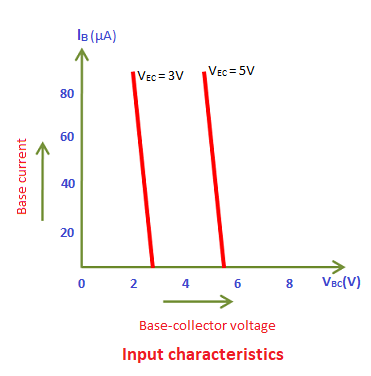 IB (µA)
VEC = 3V
VEC = 5V
80
60
40
20
Base current
0 2 4 6 8 VBC(V)
Base-collector voltage
Input characteristics